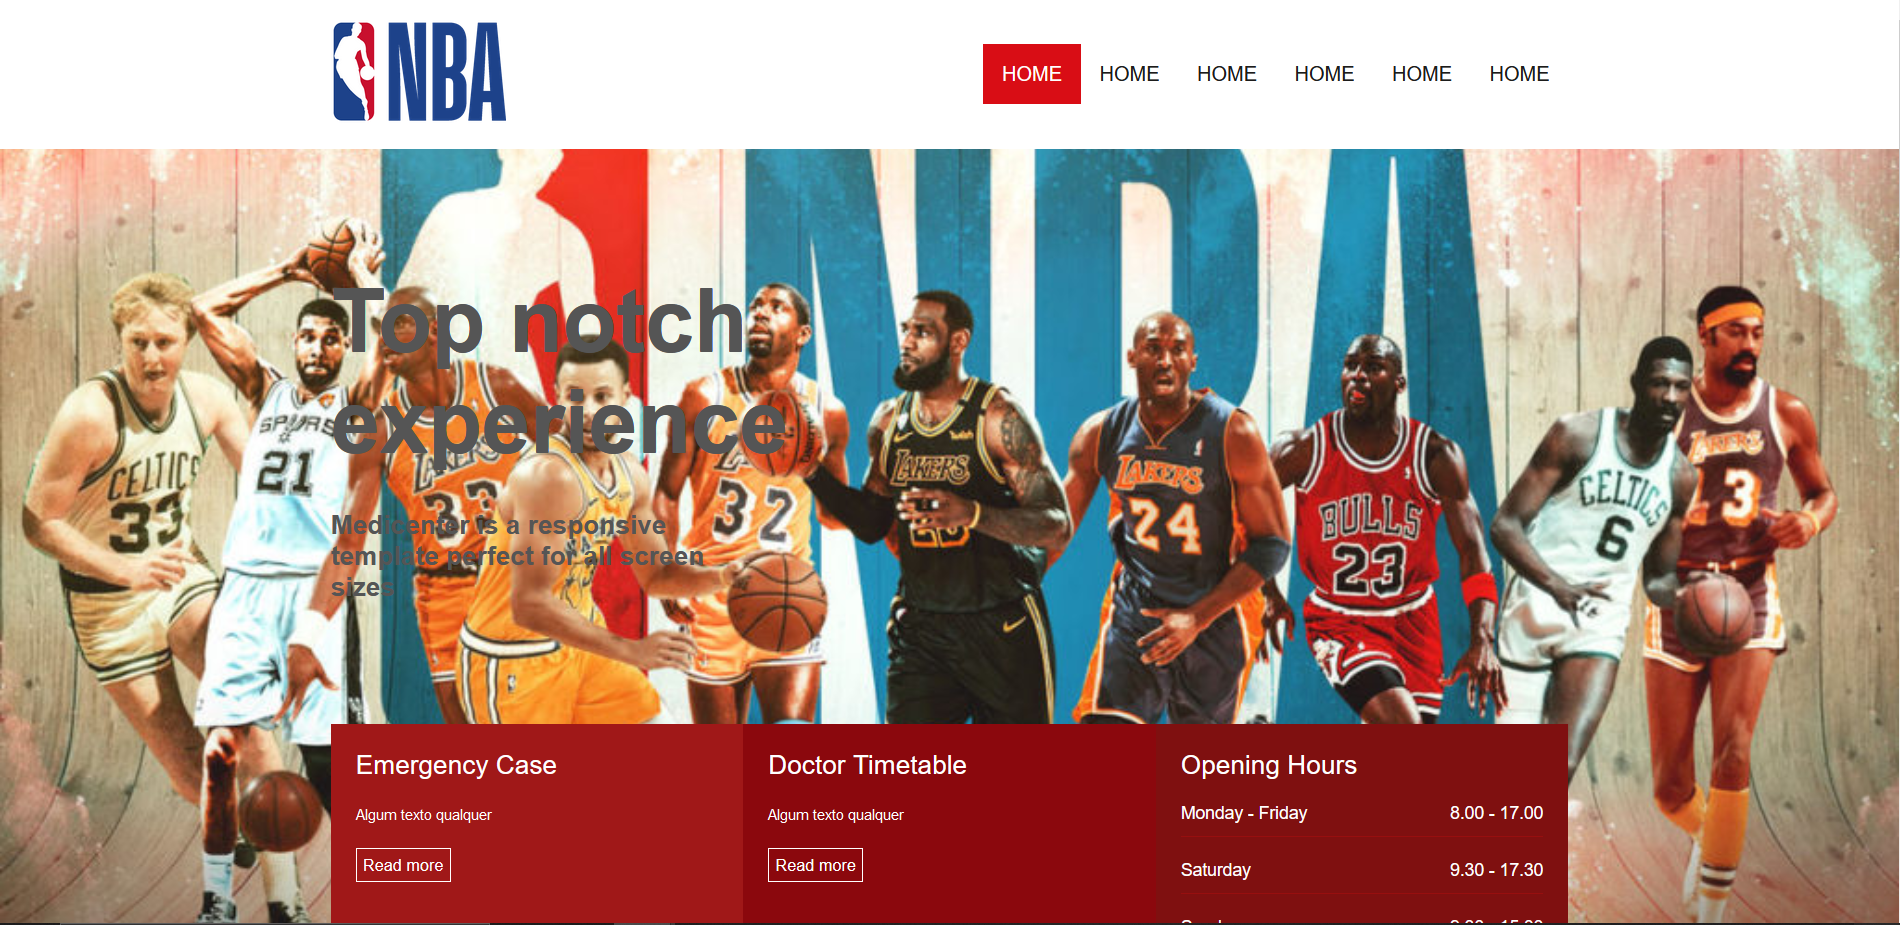 NBA
HOME HOME HOME HOME HOME HOME
NBA
Top notch
experience
Medicenter is a responsive
template perfect for all screen
sizes
CELTICS
33
SPURS
21
LAKERS
33
32
LAKERS
23
LAKERS
24
BULLS
23
CELTICS
6
LAKERS
13
Emergency Case
Algum texto qualquer
Read more
Doctor Timetable
Algum texto qualquer
Read more
Opening Hours
Monday - Friday 8.00 - 17.00
Saturday 9.30 - 17.30